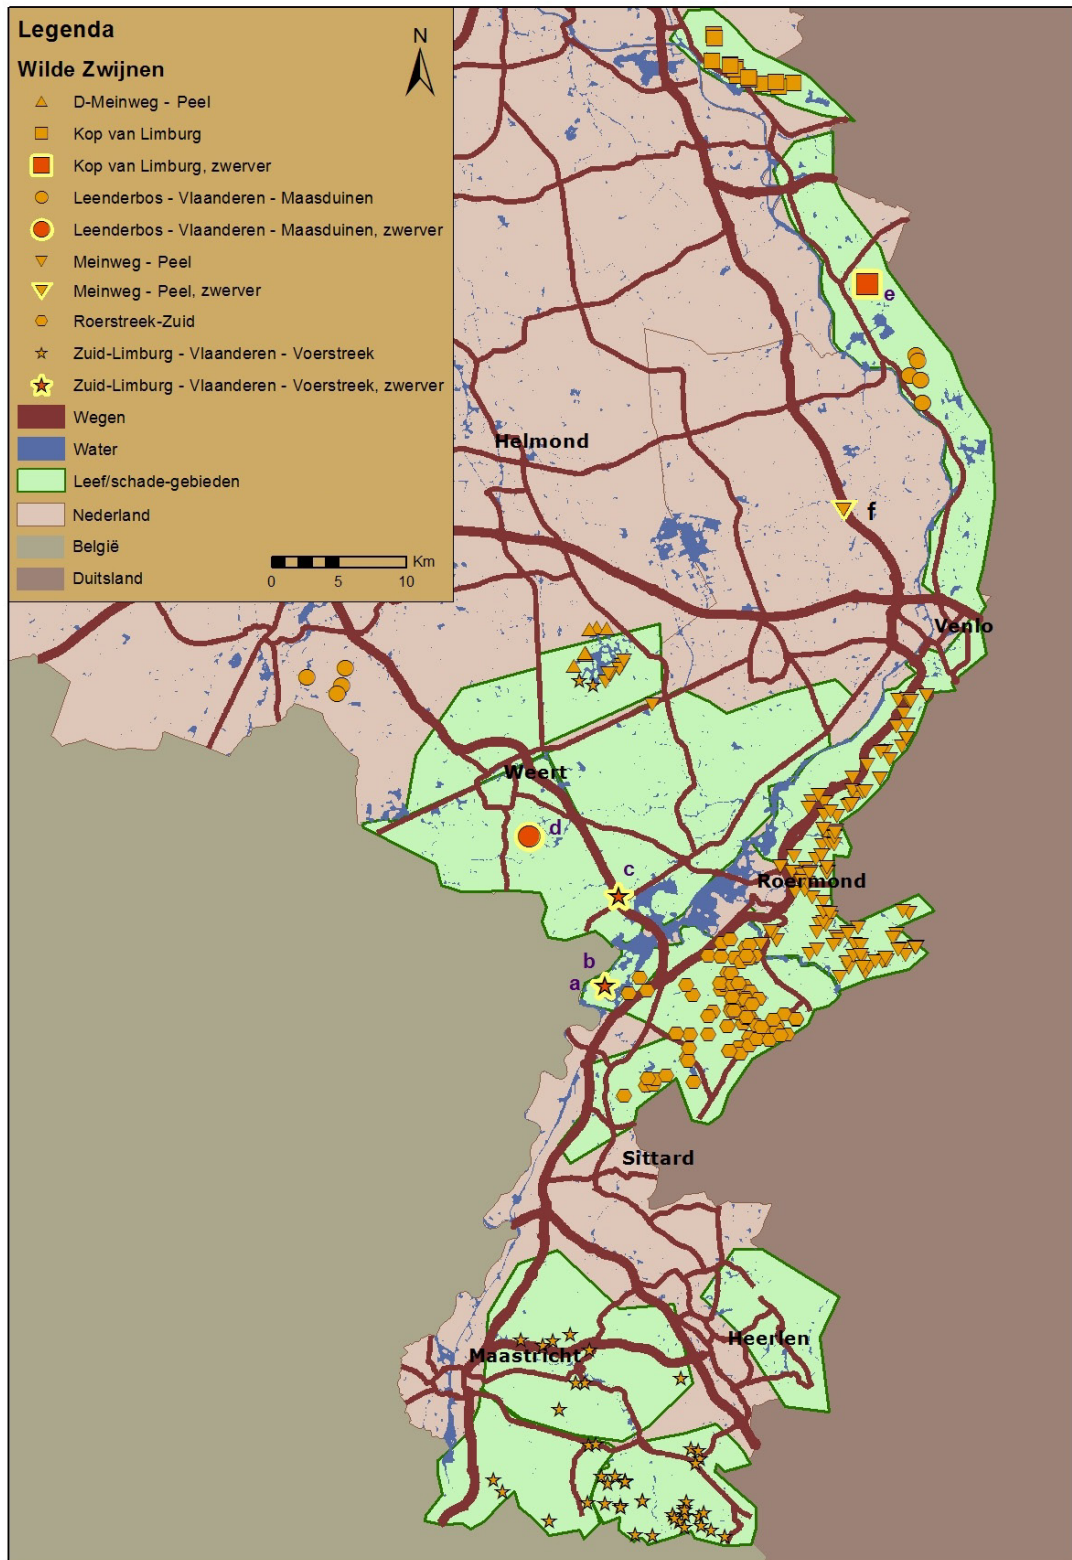 Legenda
Wilde Zwijnen
N
D-Meinweg - Peel
Kop van Limburg
Kop van Limburg, zwerver
Leenderbos - Vlaanderen - Maasduinen
Leenderbos - Vlaanderen - Maasduinen, zwerver
Meinweg - Peel
Meinweg - Peel, zwerver
Roerstreek-Zuid
Zuid-Limburg - Vlaanderen - Voerstreek
Zuid-Limburg - Vlaanderen - Voerstreek, zwerver
Wegen
Water
Leef/schade-gebieden
Nederland
België
Duitsland
Km
0 5 10
e
Helmond
f
Venlo
Weert
d
c
Roermond
b
a
Sittard
Heerlen
Maastricht